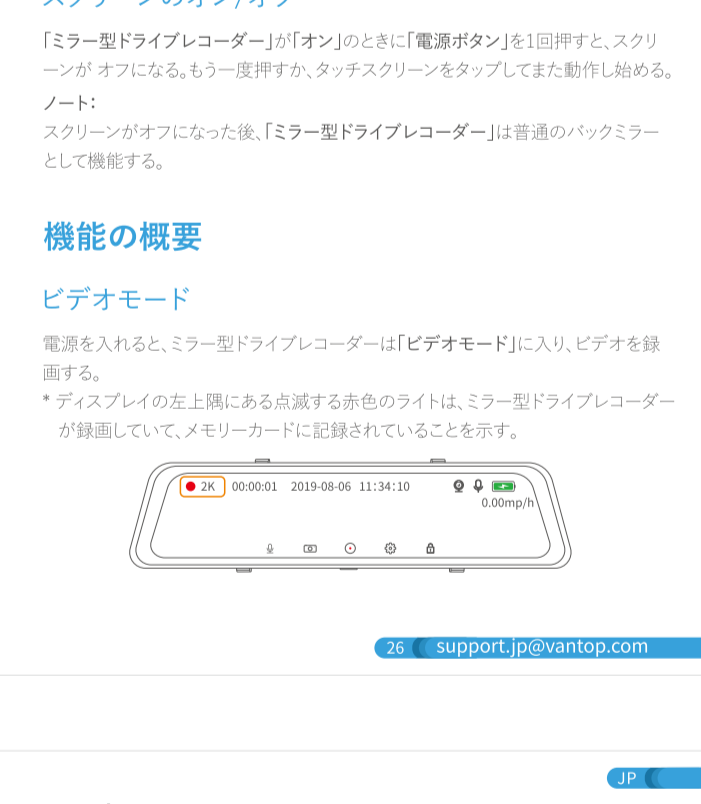 スクリーンのオン/オフ
「ミラー型ドライブレコーダー」が「オン」のときに「電源ボタン」を1回押すと、スクリ
ーンが オフになる。もう一度押すか、タッチスクリーンをタップしてまた動作し始める。
ノート：
スクリーンがオフになった後、「ミラー型ドライブレコーダー」は普通のバックミラー
として機能する。
機能の概要
ビデオモード
電源を入れると、ミラー型ドライブレコーダーは「ビデオモード」に入り、ビデオを録
画する。
* ディスプレイの左上隅にある点滅する赤色のライトは、ミラー型ドライブレコーダー
が録画していて、メモリーカードに記録されていることを示す。
2K 00:00:01 2019-08-06 11:34:10
0.00mp/h
26 support.jp@vantop.com
JP